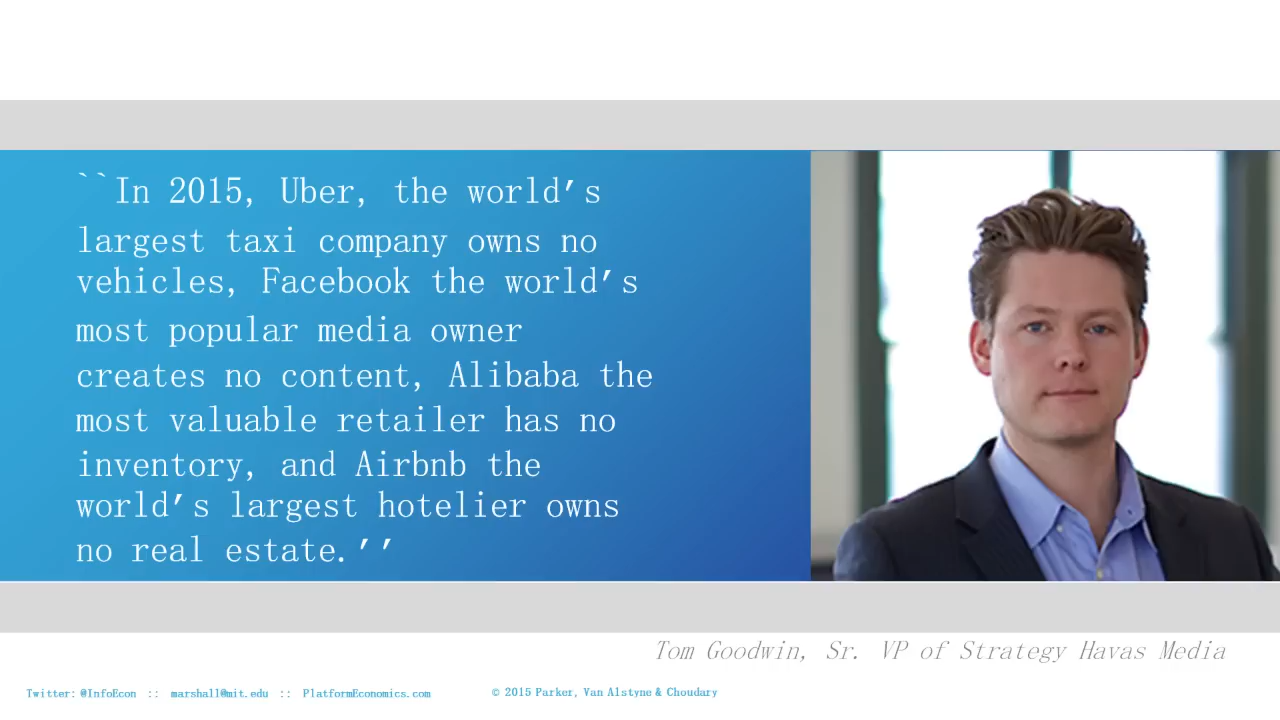 ``In 2015, Uber, the world's
largest taxi company owns no
vehicles, Facebook the world's
most popular media owner
creates no content, Alibaba the
most valuable retailer has no
inventory, and Airbnb the
world's largest hotelier owns
no real estate.''
Tom Goodwin, Sr. VP of Strategy Havas Media
Twitter: @InfoEcon :: marshall@mit.edu :: PlatformEconomics.com © 2015 Parker, Van Alstyne & Choudary